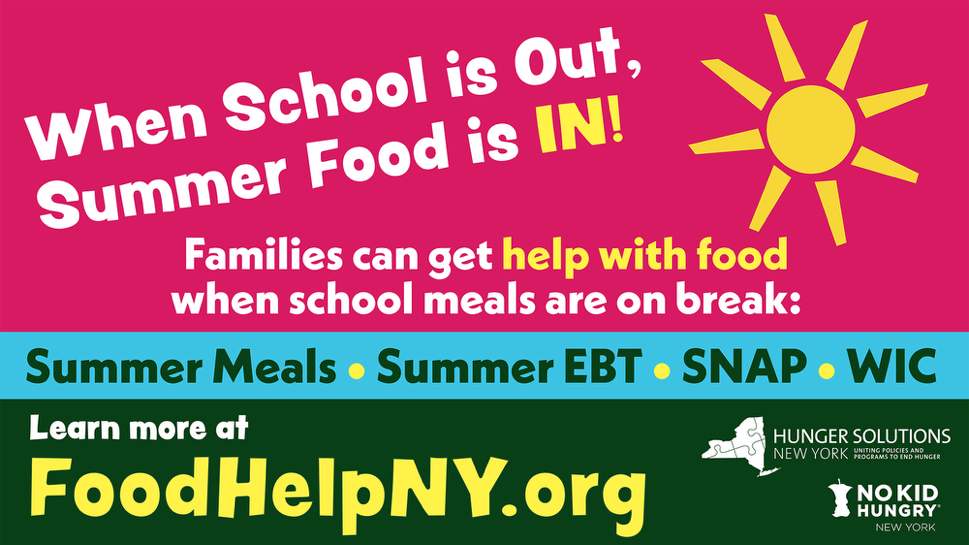 When School is Out,
Summer Food is IN!
Families can get help with food
when school meals are on break:
Summer Meals • Summer EBT • SNAP • WIC
Learn more at
FoodHelpNY.org
HUNGER SOLUTIONS
NEW YORK UNITING POLICIES AND
PROGRAMS TO END HUNGER
NO KID
HUNGRY®
NEW YORK